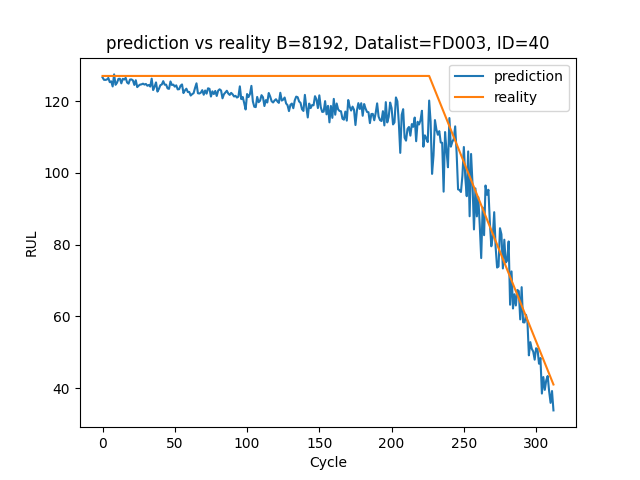 prediction vs reality B=8192, Datalist=FD003, ID=40
prediction
reality
RUL
120
100
80
60
40
0 50 100 150 200 250 300
Cycle